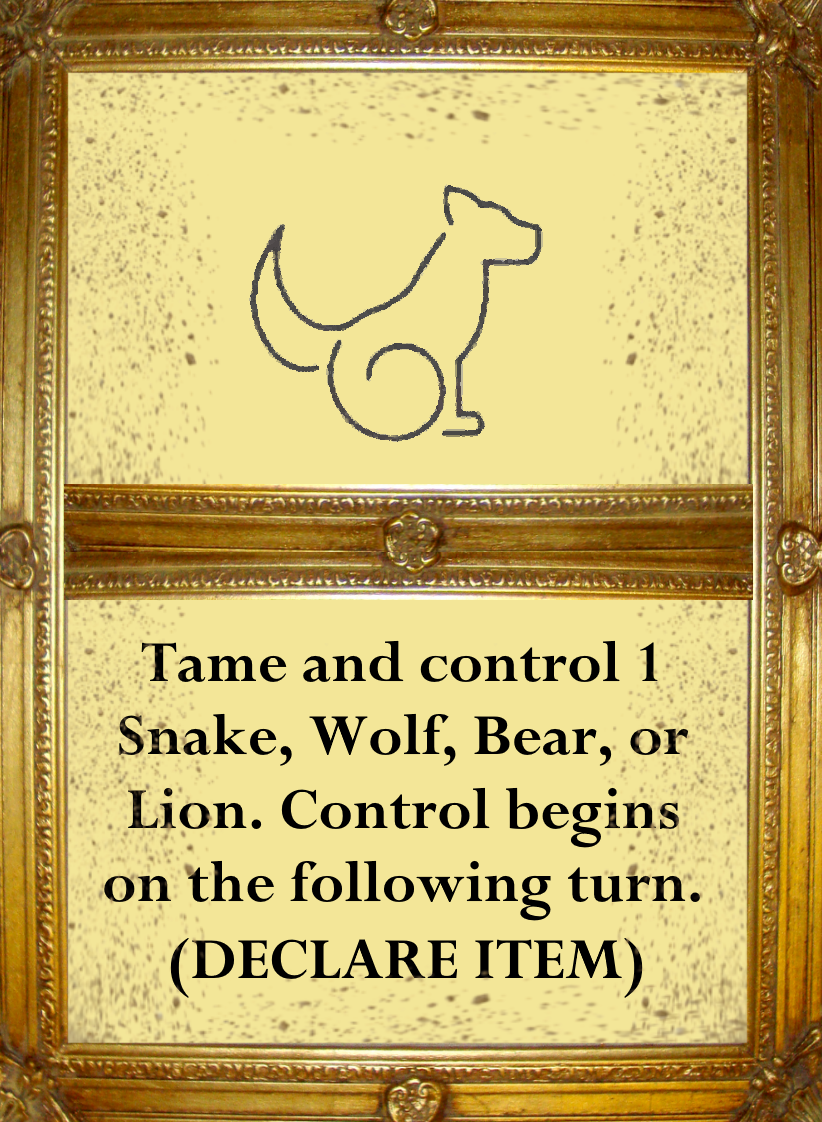 Tame and control 1
Snake, Wolf, Bear, or
Lion. Control begins
on the following turn.
(DECLARE ITEM)